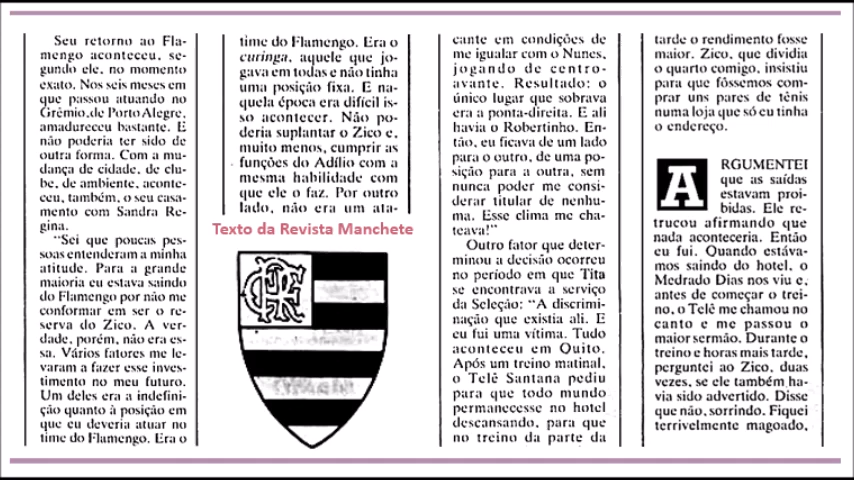 Seu retorno ao Fla-
mengo aconteceu, se-
gundo ele, no momento
exato. Nos seis meses em
que passou atuando no
Grêmio, de Porto Alegre,
amadureceu bastante. E
não poderia ter sido de
outra forma. Com a mu-
dança de cidade, de clu-
be, de ambiente, aconte-
ceu, também, o seu casa-
mento com Sandra Re-
gina.
"Sei que poucas pes-
soas entenderam a minha
atitude. Para a grande
maioria eu estava saindo
do Flamengo por não me
conformar em ser o re-
serva do Zico. A ver-
dade, porém, não era es-
sa. Vários fatores me le-
varam a fazer esse inves-
timento no meu futuro.
Um deles era a indefini-
ção quanto à posição em
que eu deveria atuar no
time do Flamengo. Era o
time do Flamengo. Era o
curinga, aquele que jo-
gava em todas e não tinha
uma posição fixa. E na-
quela época era difícil is-
so acontecer. Não po-
deria suplantar o Zico e,
muito menos, cumprir as
funções do Adílio com a
mesma habilidade com
que ele o faz. Por outro
lado, não era um ata-
Texto da Revista Manchete
CRF
cante em condições de
me igualar com o Nunes,
jogando de centro-
avante. Resultado: o
único lugar que sobrava
era a ponta-direita. E ali
havia o Robertinho. En-
tão, eu ficava de um lado
para o outro, de uma po-
sição para a outra, sem
nunca poder me consi-
derar titular de nenhu-
ma. Esse clima me cha-
teava!"
Outro fator que deter-
minou a decisão ocorreu
no período em que Tita
se encontrava a serviço
da Seleção: "A discrimi-
nação que existia ali. E
eu fui uma vítima. Tudo
aconteceu em Quito.
Após um treino matinal,
o Telê Santana pediu
para que todo mundo
permanecesse no hotel
descansando, para que
no treino da parte da
tarde o rendimento fosse
maior. Zico, que dividia
o quarto comigo, insistiu
para que fôssemos com-
prar uns pares de tênis
numa loja que só eu tinha
o endereço.
ARGUMENTEI
que as saídas
estavam proi-
bidas. Ele re-
trucou afirmando que
nada aconteceria. Então
eu fui. Quando estáva-
mos saindo do hotel, o
Medrado Dias nos viu e,
antes de começar o trei-
no, o Telê me chamou no
canto e me passou o
maior sermão. Durante o
treino e horas mais tarde,
perguntei ao Zico, duas
vezes, se ele também ha-
via sido advertido. Disse
que não, sorrindo. Fiquei
terrivelmente magoado,